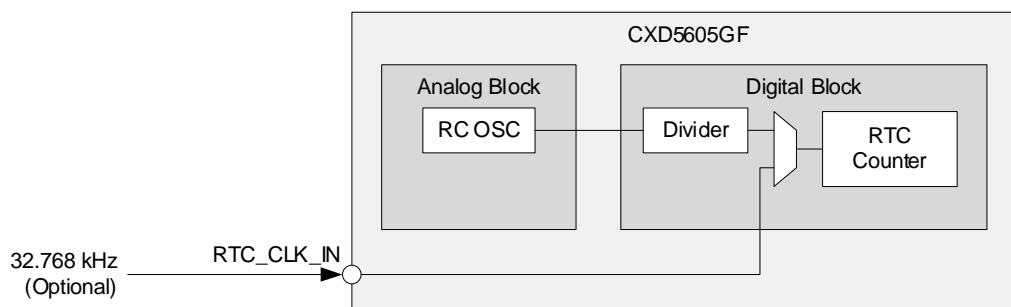 CXD5605GF
Analog Block
Digital Block
RC OSC
Divider
RTC
Counter
RTC_CLK_IN
32.768 kHz
(Optional)